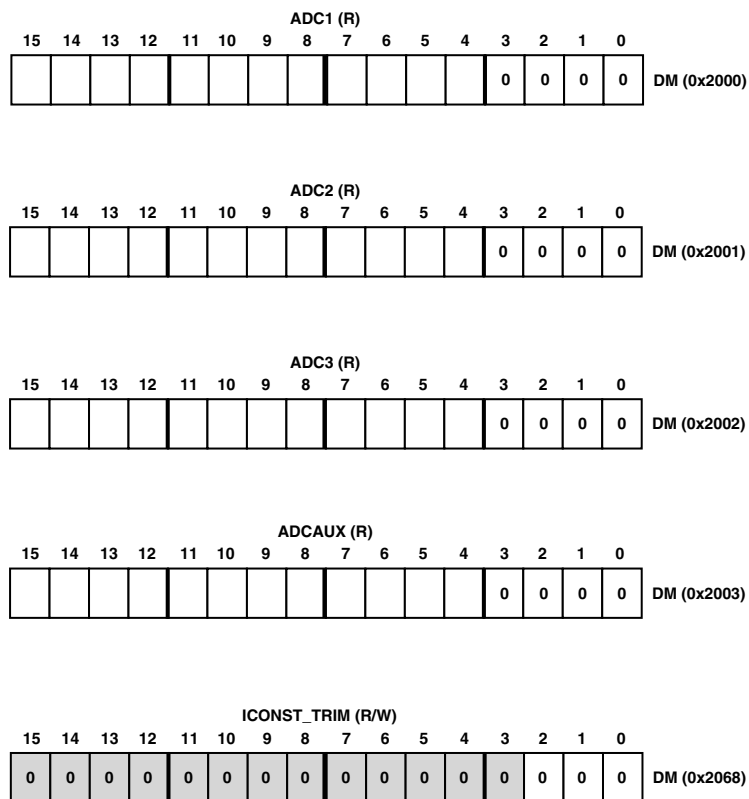 ADC1 (R)
15 14 13 12 11 10 9 8 7 6 5 4 3 2 1 0
0 0 0 0 DM (0x2000)
ADC2 (R)
15 14 13 12 11 10 9 8 7 6 5 4 3 2 1 0
0 0 0 0 DM (0x2001)
ADC3 (R)
15 14 13 12 11 10 9 8 7 6 5 4 3 2 1 0
0 0 0 0 DM (0x2002)
ADCAUX (R)
15 14 13 12 11 10 9 8 7 6 5 4 3 2 1 0
0 0 0 0 DM (0x2003)
ICONST_TRIM (R/W)
15 14 13 12 11 10 9 8 7 6 5 4 3 2 1 0
0 0 0 0 0 0 0 0 0 0 0 0 0 0 0 0 DM (0x2068)